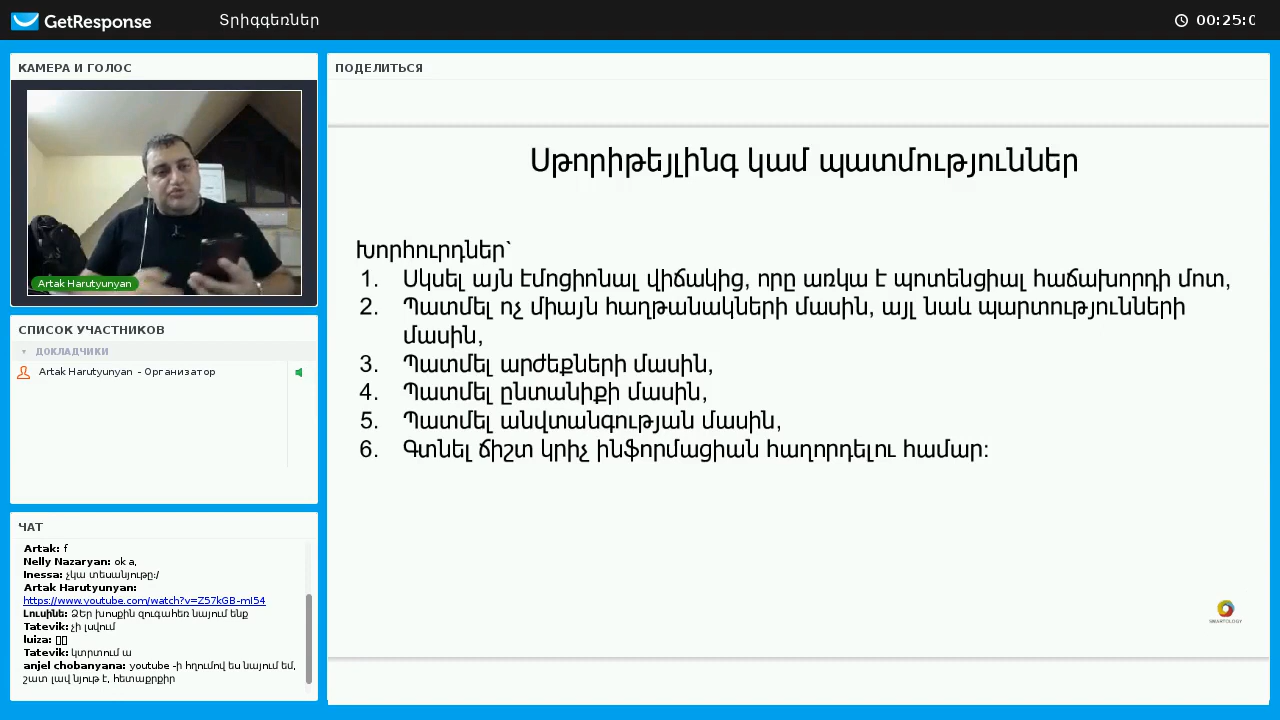 GetResponse
Տրիգգեռներ
00:25:0
КАМЕРА И ГОЛОС
Artak Harutyunyan
СПИСОК УЧАСТНИКОВ
ДОКЛАДЧИКИ
Artak Harutyunyan - Организатор
ЧАТ
Artak: f
Nelly Nazaryan: ok a,
Inessa: չկա տեսանյութը:/
Artak Harutyunyan:
https://www.youtube.com/watch?v=Z57kGB-mI54
Լուսինե: Ձեր խոսքին զուգահեռ նայում ենք
Tatevik: չի լսվում
luiza:
Tatevik: կտրտում ա
anjel chobanyana: youtube -ի հղումով ես նայում եմ,
շատ լավ նյութ է, հետաքրքիր
ПОДЕЛИТЬСЯ
Սթորիթեյլինգ կամ պատմություններ
Խորհուրդներ՝
1. Սկսել այն էմոցիոնալ վիճակից, որը առկա է պոտենցիալ հաճախորդի մոտ,
2. Պատմել ոչ միայն հաղթանակների մասին, այլ նաև պարտությունների
մասին,
3. Պատմել արժեքների մասին,
4. Պատմել ընտանիքի մասին,
5. Պատմել անվտանգության մասին,
6. Գտնել ճիշտ կրիչ ինֆորմացիան հաղորդելու համար:
SMARTOLOGY